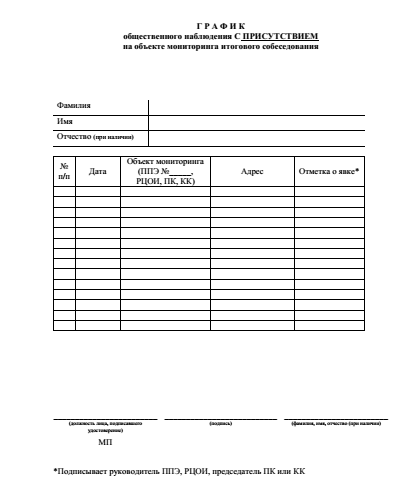 Г Р А Ф И К
общественного наблюдения С ПРИСУТСТВИЕМ
на объекте мониторинга итогового собеседования
Фамилия
Имя
Отчество (при наличии)
№ п/п
Дата
Объект мониторинга (ППЭ №_____, РЦОИ, ПК, КК)
Адрес
Отметка о явке*
(должность лица, подписавшего удостоверение)
(подпись)
(фамилия, имя, отчество (при наличии)
МП
*Подписывает руководитель ППЭ, РЦОИ, председатель ПК или КК